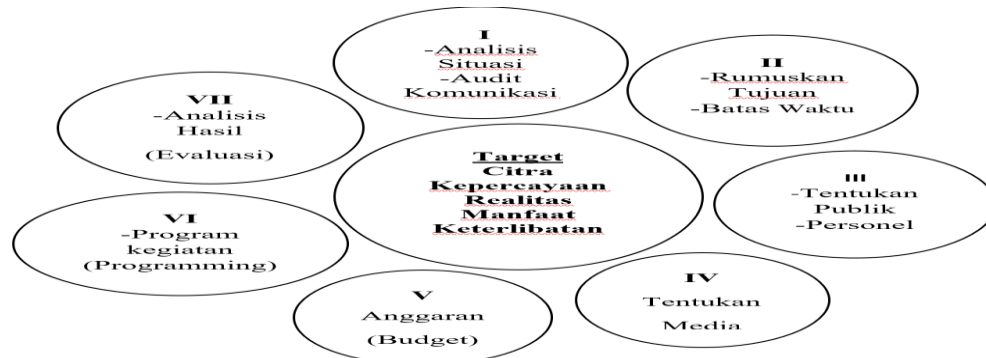 I
-Analisis
Situasi
-Audit
Komunikasi
II
-Rumuskan
Tujuan
-Batas Waktu
III
-Tentukan
Publik
-Personel
IV
Tentukan
Media
V
Anggaran
(Budget)
VI
-Program
kegiatan
(Programming)
VII
-Analisis
Hasil
(Evaluasi)
Target
Citra
Kepercayaan
Realitas
Manfaat
Keterlibatan